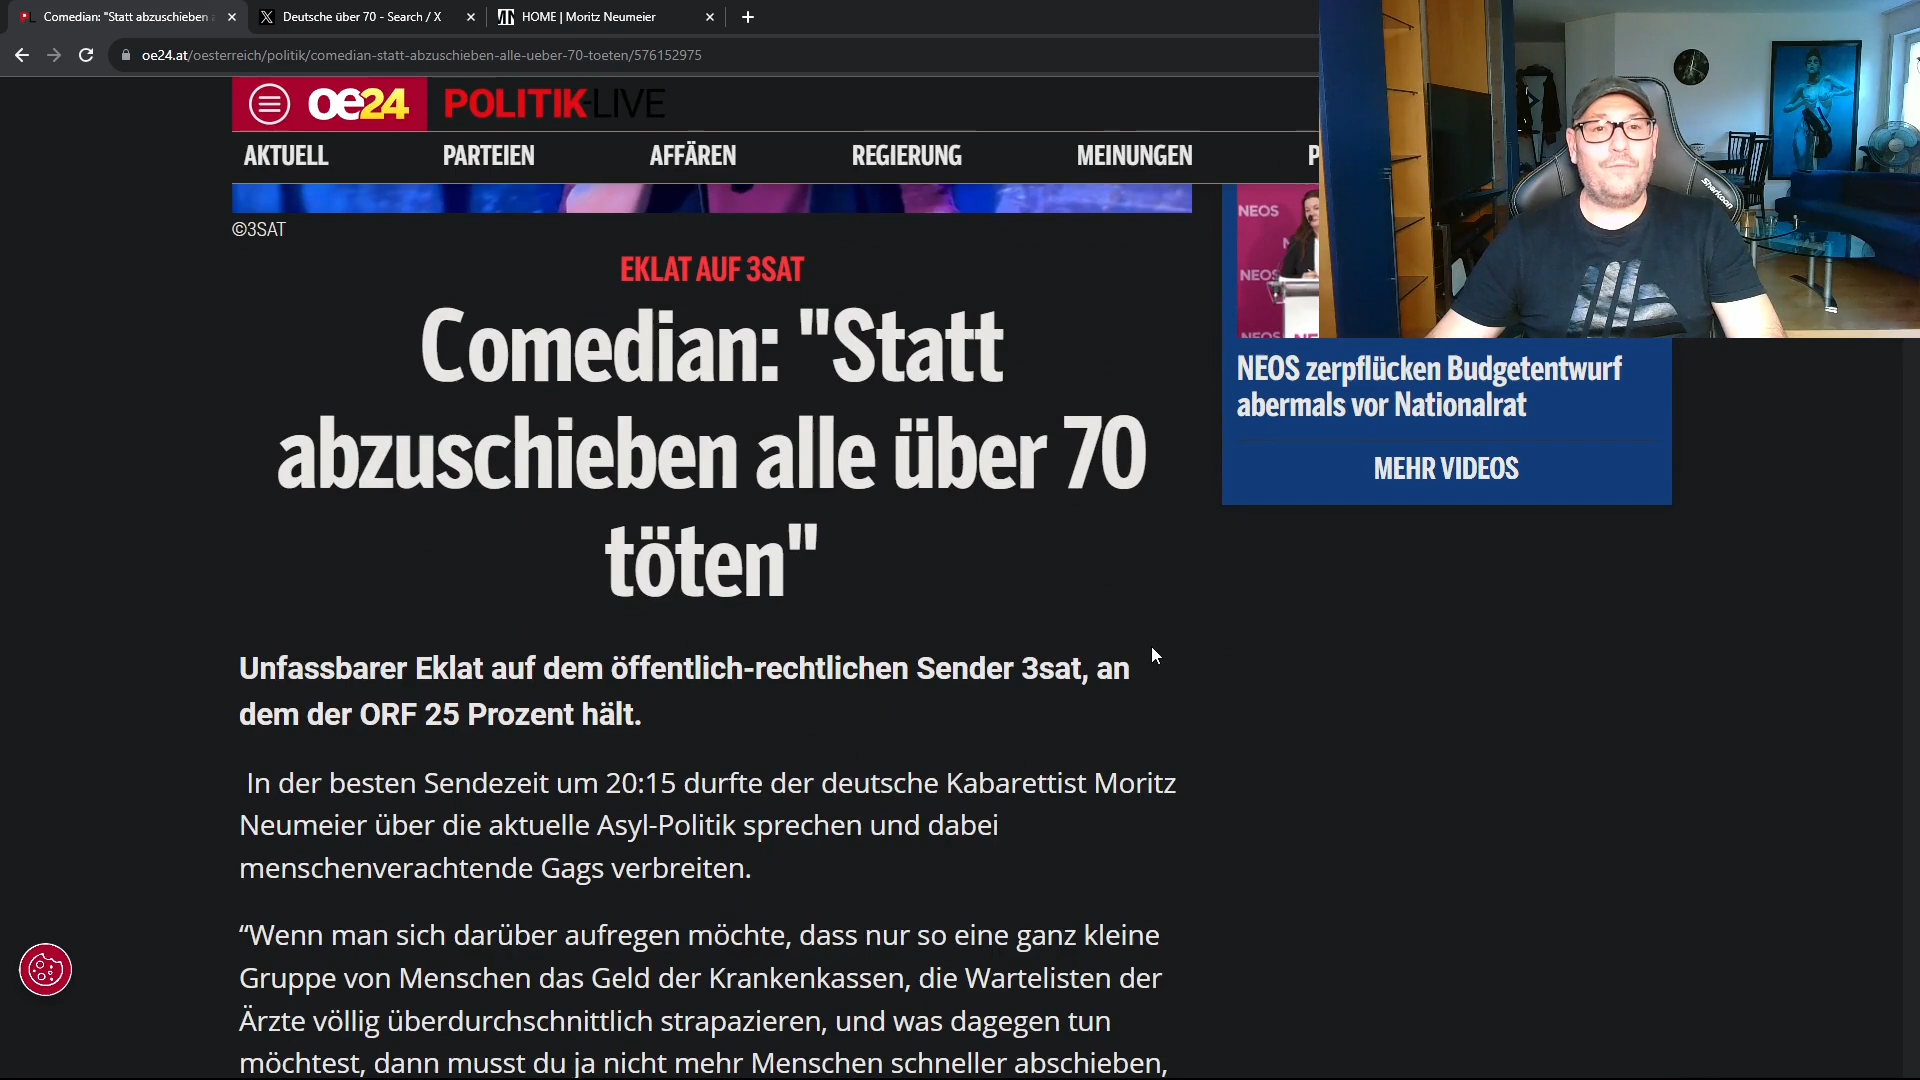 Comedian: "Statt abzuschieben
Deutsche über 70 - Search / X
HOME | Moritz Neumeier
oe24.at/oesterreich/politik/comedian-statt-abzuschieben-alle-ueber-70-toeten/576152975
oe24 POLITIK-LIVE
AKTUELL PARTEIEN AFFÄREN REGIERUNG MEINUNGEN P
©3SAT
EKLAT AUF 3SAT
Comedian: "Statt
abzuschieben alle über 70
töten"
Unfassbarer Eklat auf dem öffentlich-rechtlichen Sender 3sat, an
dem der ORF 25 Prozent hält.
In der besten Sendezeit um 20:15 durfte der deutsche Kabarettist Moritz
Neumeier über die aktuelle Asyl-Politik sprechen und dabei
menschenverachtende Gags verbreiten.
“Wenn man sich darüber aufregen möchte, dass nur so eine ganz kleine
Gruppe von Menschen das Geld der Krankenkassen, die Wartelisten der
Ärzte völlig überdurchschnittlich strapazieren, und was dagegen tun
möchtest, dann musst du ja nicht mehr Menschen schneller abschieben,
NEOS
NEOS
NEOS
NEOS zerpflücken Budgetentwurf
abermals vor Nationalrat
MEHR VIDEOS
Sharkoon